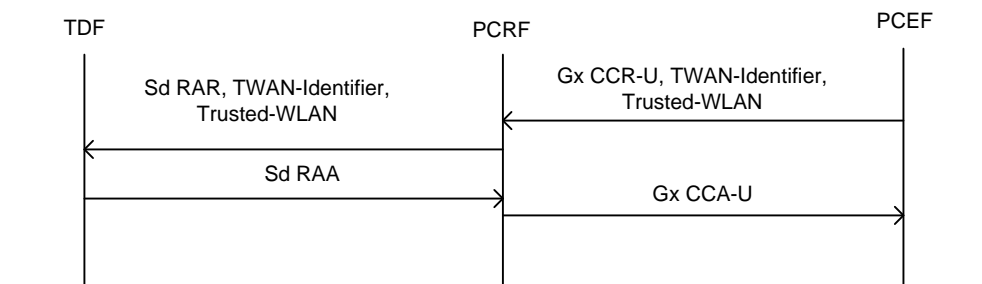 TDF
PCRF
PCEF
Gx CCR-U, TWAN-Identifier,
Trusted-WLAN
Sd RAR, TWAN-Identifier,
Trusted-WLAN
Sd RAA
Gx CCA-U